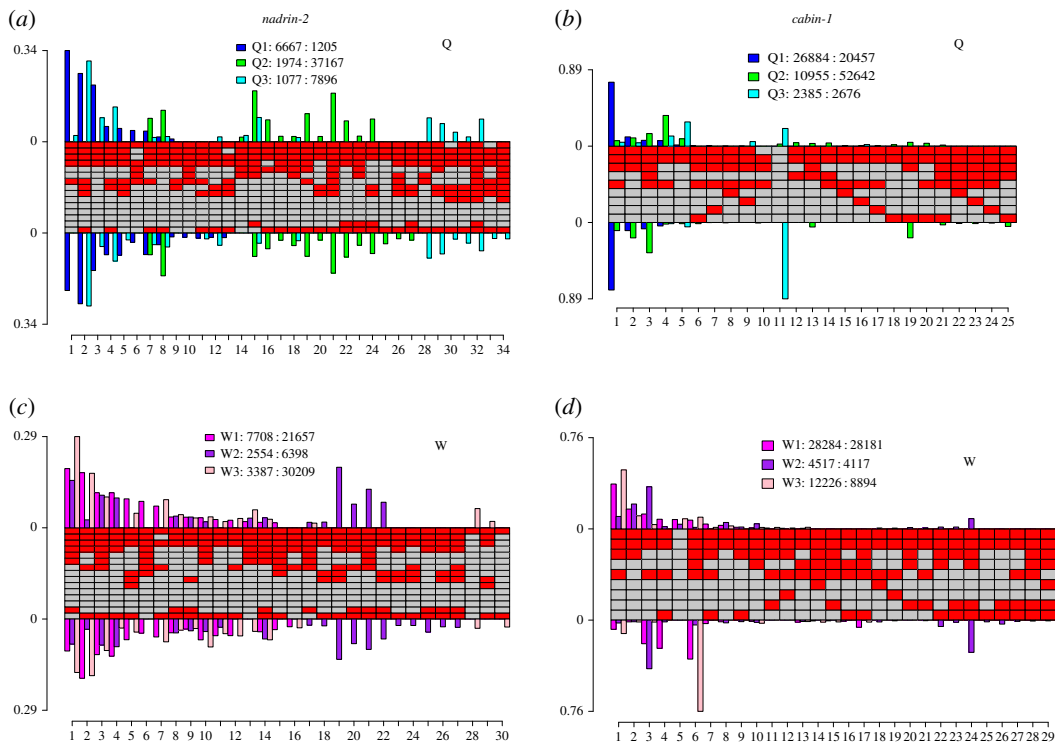 (a)
nadrin-2
Q
Q1: 6667 : 1205
Q2: 1974 : 37167
Q3: 1077 : 7896
0.34
0
0
0.34
1 2 3 4 5 6 7 8 9 10 12 14 16 18 20 22 24 26 28 30 32 34
(b)
cabin-1
Q
Q1: 26884 : 20457
Q2: 10955 : 52642
Q3: 2385 : 2676
0.89
0
0
0.89
1 2 3 4 5 6 7 8 9 10 11 12 13 14 15 16 17 18 19 20 21 22 23 24 25
(c)
W
W1: 7708 : 21657
W2: 2554 : 6398
W3: 3387 : 30209
0.29
0
0
0.29
1 2 3 4 5 6 7 8 9 10 12 14 16 18 20 22 24 26 28 30
(d)
W
W1: 28284 : 28181
W2: 4517 : 4117
W3: 12226 : 8894
0.76
0
0
0.76
1 2 3 4 5 6 7 8 9 10 11 12 13 14 15 16 17 18 19 20 21 22 23 24 25 26 27 28 29